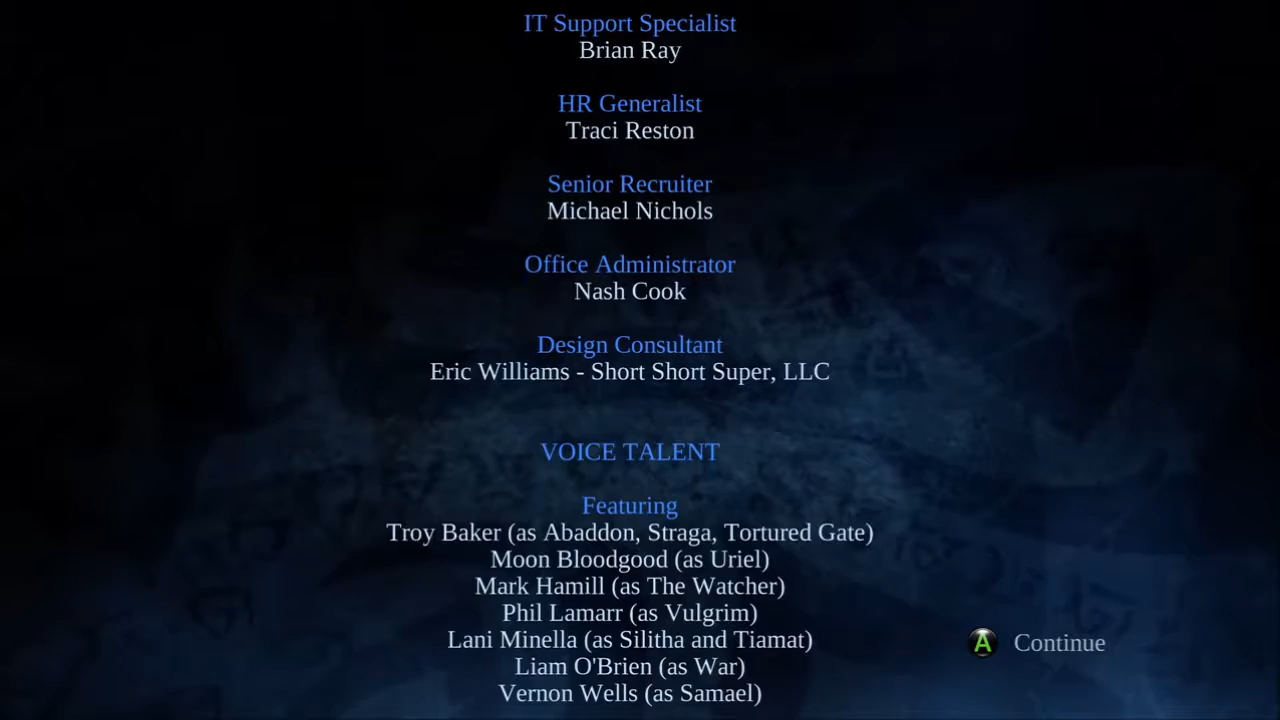 IT Support Specialist
Brian Ray
HR Generalist
Traci Reston
Senior Recruiter
Michael Nichols
Office Administrator
Nash Cook
Design Consultant
Eric Williams - Short Short Super, LLC
VOICE TALENT
Featuring
Troy Baker (as Abaddon, Straga, Tortured Gate)
Moon Bloodgood (as Uriel)
Mark Hamill (as The Watcher)
Phil Lamarr (as Vulgrim)
Lani Minella (as Silitha and Tiamat)
A Continue
Liam O'Brien (as War)
Vernon Wells (as Samael)